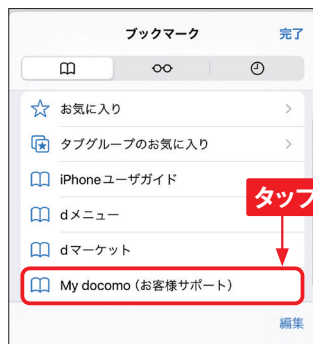 ブックマーク 完了
お気に入り
タブグループのお気に入り
iPhoneユーザガイド
タップ
dメニュー
dマーケット
My docomo（お客様サポート）
編集